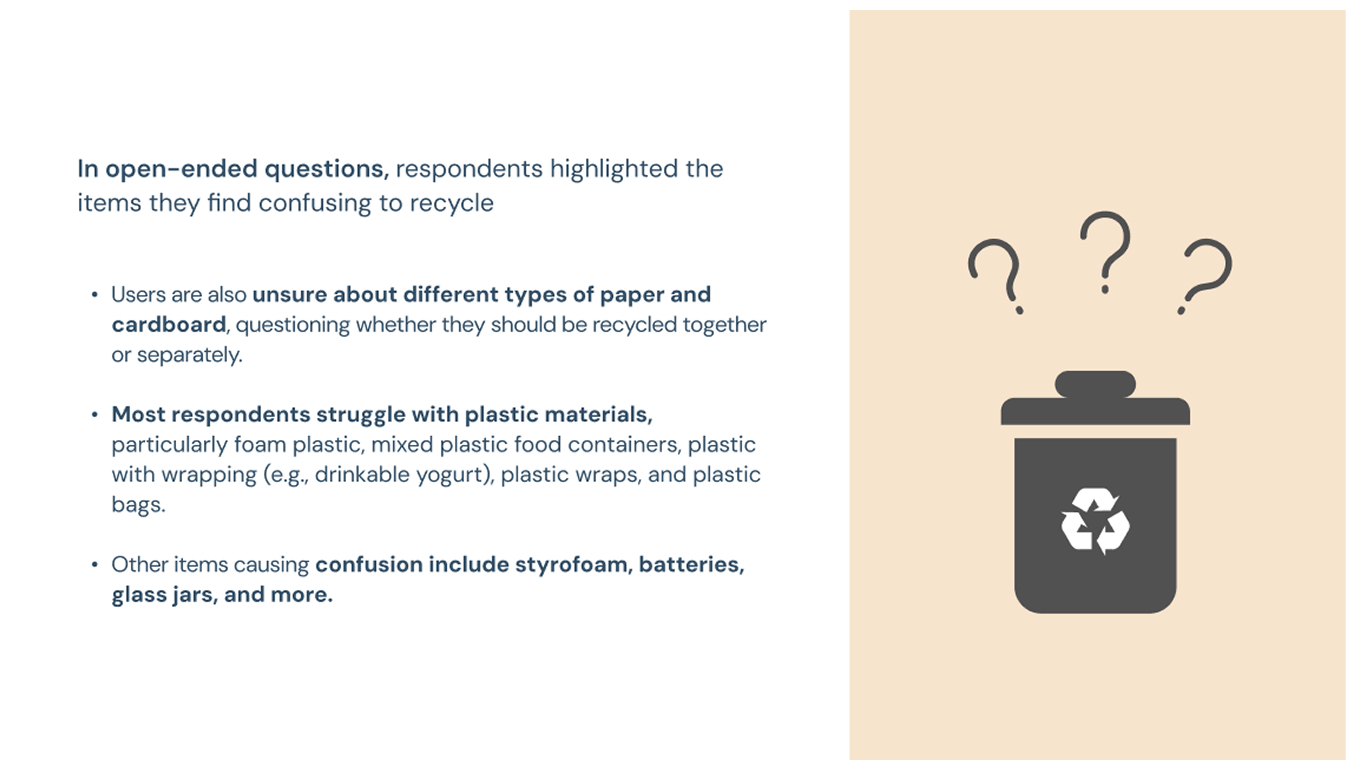 In open-ended questions, respondents highlighted the
items they find confusing to recycle
• Users are also unsure about different types of paper and
cardboard, questioning whether they should be recycled together
or separately.
• Most respondents struggle with plastic materials,
particularly foam plastic, mixed plastic food containers, plastic
with wrapping (e.g., drinkable yogurt), plastic wraps, and plastic
bags.
• Other items causing confusion include styrofoam, batteries,
glass jars, and more.
? ? ?